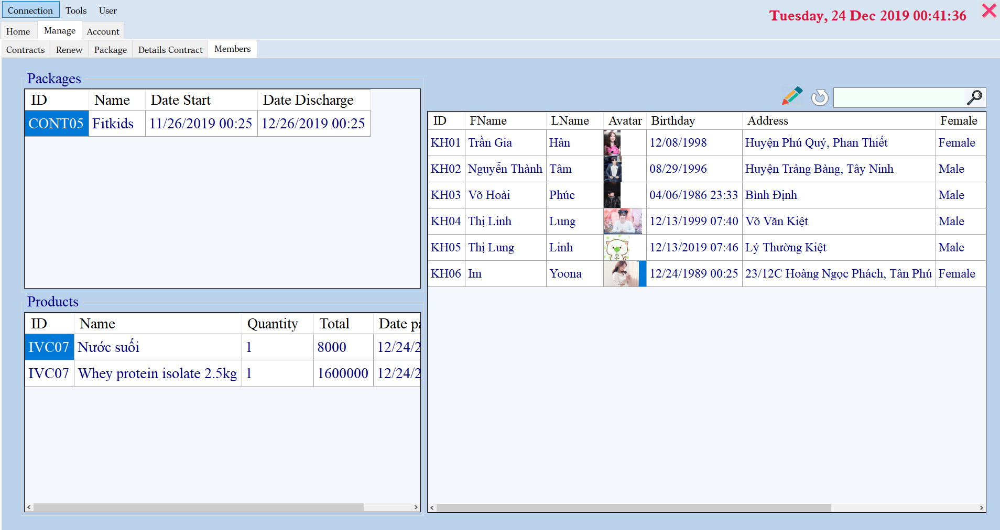 Connection Tools User
Tuesday, 24 Dec 2019 00:41:36
Home Manage Account
Contracts Renew Package Details Contract Members
Packages
ID Name Date Start Date Discharge
CONT05 Fitkids 11/26/2019 00:25 12/26/2019 00:25
Products
ID Name Quantity Total Date pa
IVC07 Nước suối 1 8000 12/24/2
IVC07 Whey protein isolate 2.5kg 1 1600000 12/24/2
ID FName LName Avatar Birthday Address Female
KH01 Trần Gia Hân 12/08/1998 Huyện Phú Quý, Phan Thiết Female
KH02 Nguyễn Thành Tâm 08/29/1996 Huyện Trảng Bàng, Tây Ninh Male
KH03 Võ Hoài Phúc 04/06/1986 23:33 Bình Định Male
KH04 Thị Linh Lung 12/13/1999 07:40 Võ Văn Kiệt Male
KH05 Thị Lung Linh 12/13/2019 07:46 Lý Thường Kiệt Male
KH06 Im Yoona 12/24/1989 00:25 23/12C Hoàng Ngọc Phách, Tân Phú Female